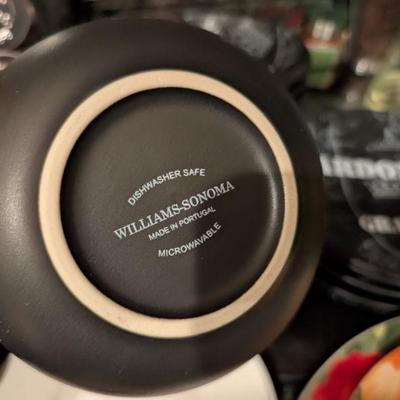 DISHWASHER SAFE
WILLIAMS-SONOMA
MADE IN PORTUGAL
MICROWAVABLE